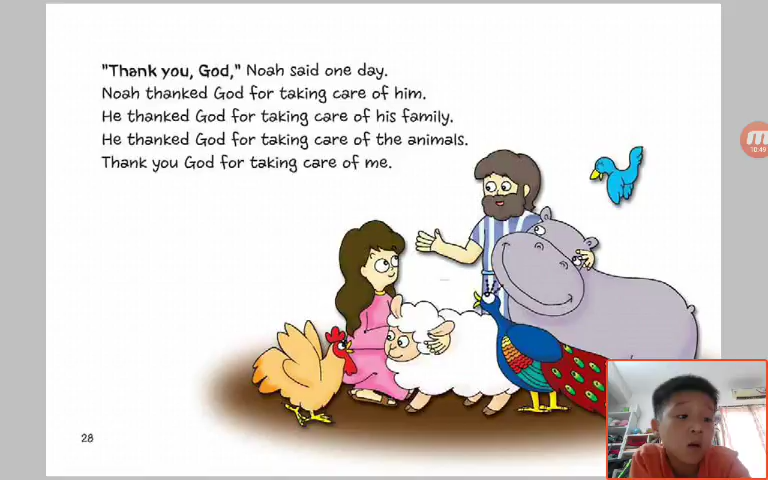 "Thank you, God," Noah said one day.
Noah thanked God for taking care of him.
He thanked God for taking care of his family.
He thanked God for taking care of the animals.
Thank you God for taking care of me.
10:49
28